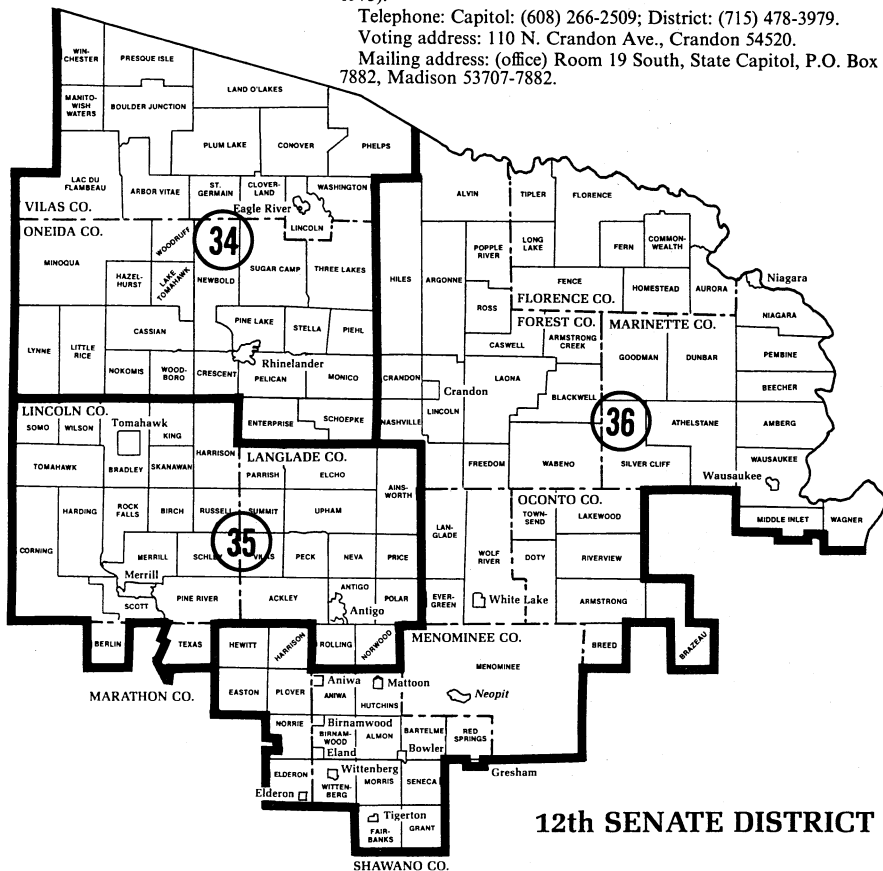 Telephone: Capitol: (608) 266-2509; District: (715) 478-3979.
Voting address: 110 N. Crandon Ave., Crandon 54520.
Mailing address: (office) Room 19 South, State Capitol, P.O. Box
7882, Madison 53707-7882.
WIN-
CHESTER
PRESQUE ISLE
LAND O'LAKES
MANITO-
WISH
WATERS
BOULDER JUNCTION
PLUM LAKE
CONOVER
PHELPS
LAC DU
FLAMBEAU
ARBOR VITAE
ST.
GERMAIN
CLOVER-
LAND
WASHINGTON
Eagle River
LINCOLN
VILAS CO.
ONEIDA CO.
34
MINOQUA
WOODRUFF
HAZEL-
HURST
LAKE
TOMAHAWK
NEWBOLD
SUGAR CAMP
THREE LAKES
CASSIAN
PINE LAKE
STELLA
PIEHL
LYNNE
LITTLE
RICE
Rhinelander
NOKOMIS
WOOD-
BORO
CRESCENT
PELICAN
MONICO
ENTERPRISE
SCHOEPKE
ALVIN
TIPLER
FLORENCE
HILES
ARGONNE
POPPLE
RIVER
LONG
LAKE
FERN
COMMON-
WEALTH
FENCE
HOMESTEAD
AURORA
Niagara
ROSS
FLORENCE CO.
FOREST CO.
MARINETTE CO.
NIAGARA
CASWELL
ARMSTRONG
CREEK
GOODMAN
DUNBAR
PEMBINE
CRANDON
Crandon
LAONA
BLACKWELL
BEECHER
NASHVILLE
LINCOLN
36
ATHELSTANE
AMBERG
FREEDOM
WABENO
SILVER CLIFF
WAUSAUKEE
Wausaukee
MIDDLE INLET
WAGNER
LINCOLN CO.
SOMO
WILSON
Tomahawk
KING
HARRISON
LANGLADE CO.
TOMAHAWK
BRADLEY
SKANAWAN
PARRISH
ELCHO
AINS-
WORTH
HARDING
ROCK
FALLS
BIRCH
RUSSELL
SUMMIT
UPHAM
35
CORNING
MERRILL
SCHLEY
VILAS
PECK
NEVA
PRICE
Merrill
SCOTT
PINE RIVER
ACKLEY
ANTIGO
Antigo
POLAR
OCONTO CO.
LAN-
GLADE
TOWN-
SEND
LAKEWOOD
WOLF
RIVER
DOTY
RIVERVIEW
EVER-
GREEN
White Lake
ARMSTRONG
MENOMINEE CO.
BERLIN
TEXAS
HEWITT
HARRISON
ROLLING
NORWOOD
MENOMINEE
BREED
BRAZEAU
MARATHON CO.
EASTON
PLOVER
Aniwa
ANIWA
Mattoon
HUTCHINS
Neopit
NORRIE
Birnamwood
BIRNAM-
WOOD
ALMON
BARTELME
RED
SPRINGS
Eland
Bowler
Gresham
ELDERON
Wittenberg
WITTEN-
BERG
MORRIS
SENECA
Elderon
Tigerton
FAIR-
BANKS
GRANT
12th SENATE DISTRICT
SHAWANO CO.